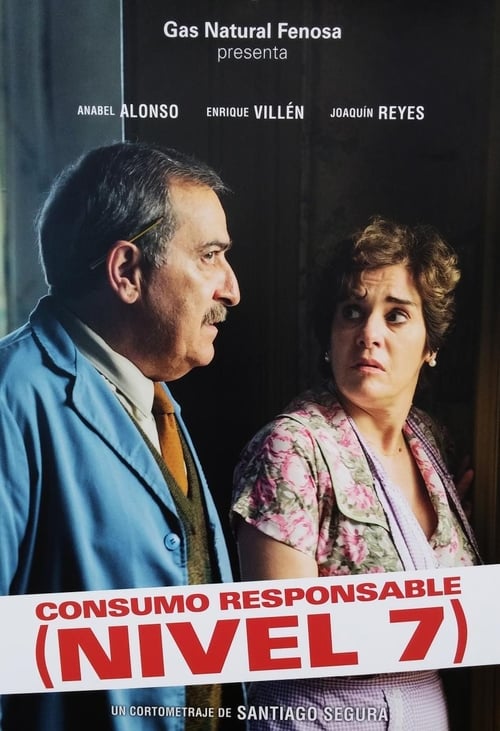 Gas Natural Fenosa
presenta
ANABEL ALONSO ENRIQUE VILLÉN JOAQUÍN REYES
CONSUMO RESPONSABLE
(NIVEL 7)
UN CORTOMETRAJE DE SANTIAGO SEGURA